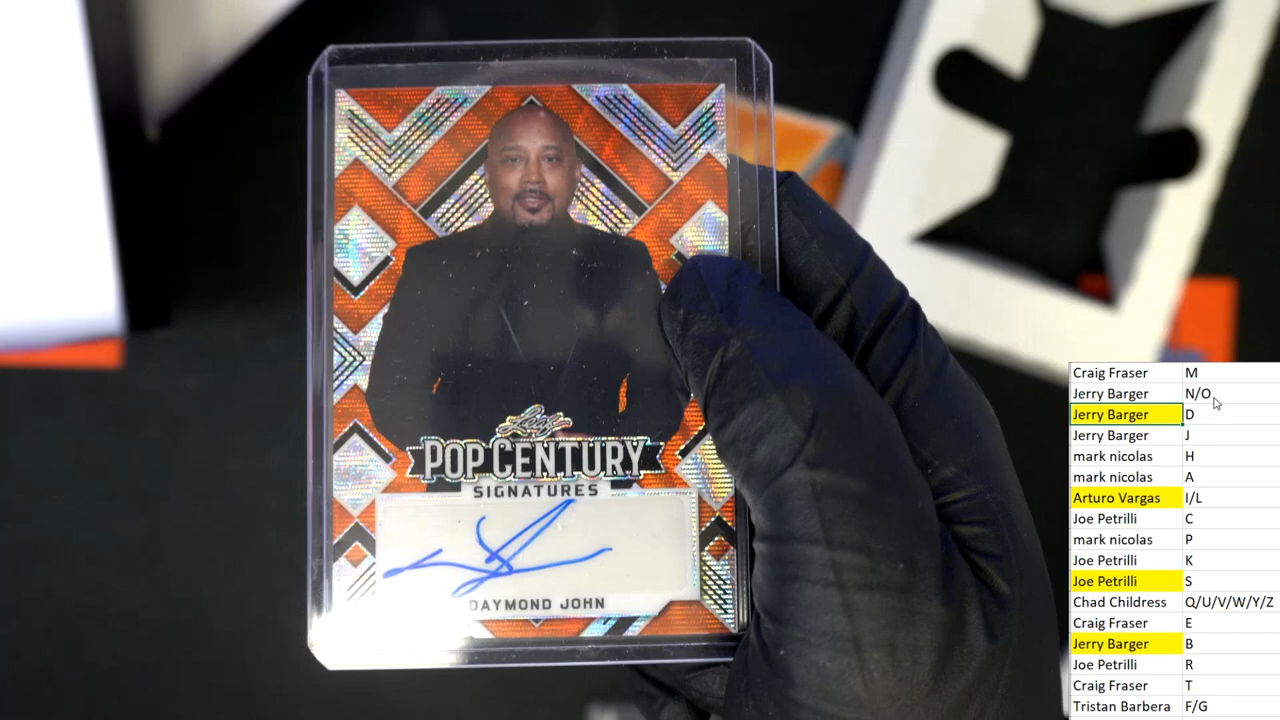 Leaf
POP CENTURY
SIGNATURES
DAYMOND JOHN
Craig Fraser M
Jerry Barger N/O
Jerry Barger D
Jerry Barger J
mark nicolas H
mark nicolas A
Arturo Vargas I/L
Joe Petrilli C
mark nicolas P
Joe Petrilli K
Joe Petrilli S
Chad Childress Q/U/V/W/Y/Z
Craig Fraser E
Jerry Barger B
Joe Petrilli R
Craig Fraser T
Tristan Barbera F/G